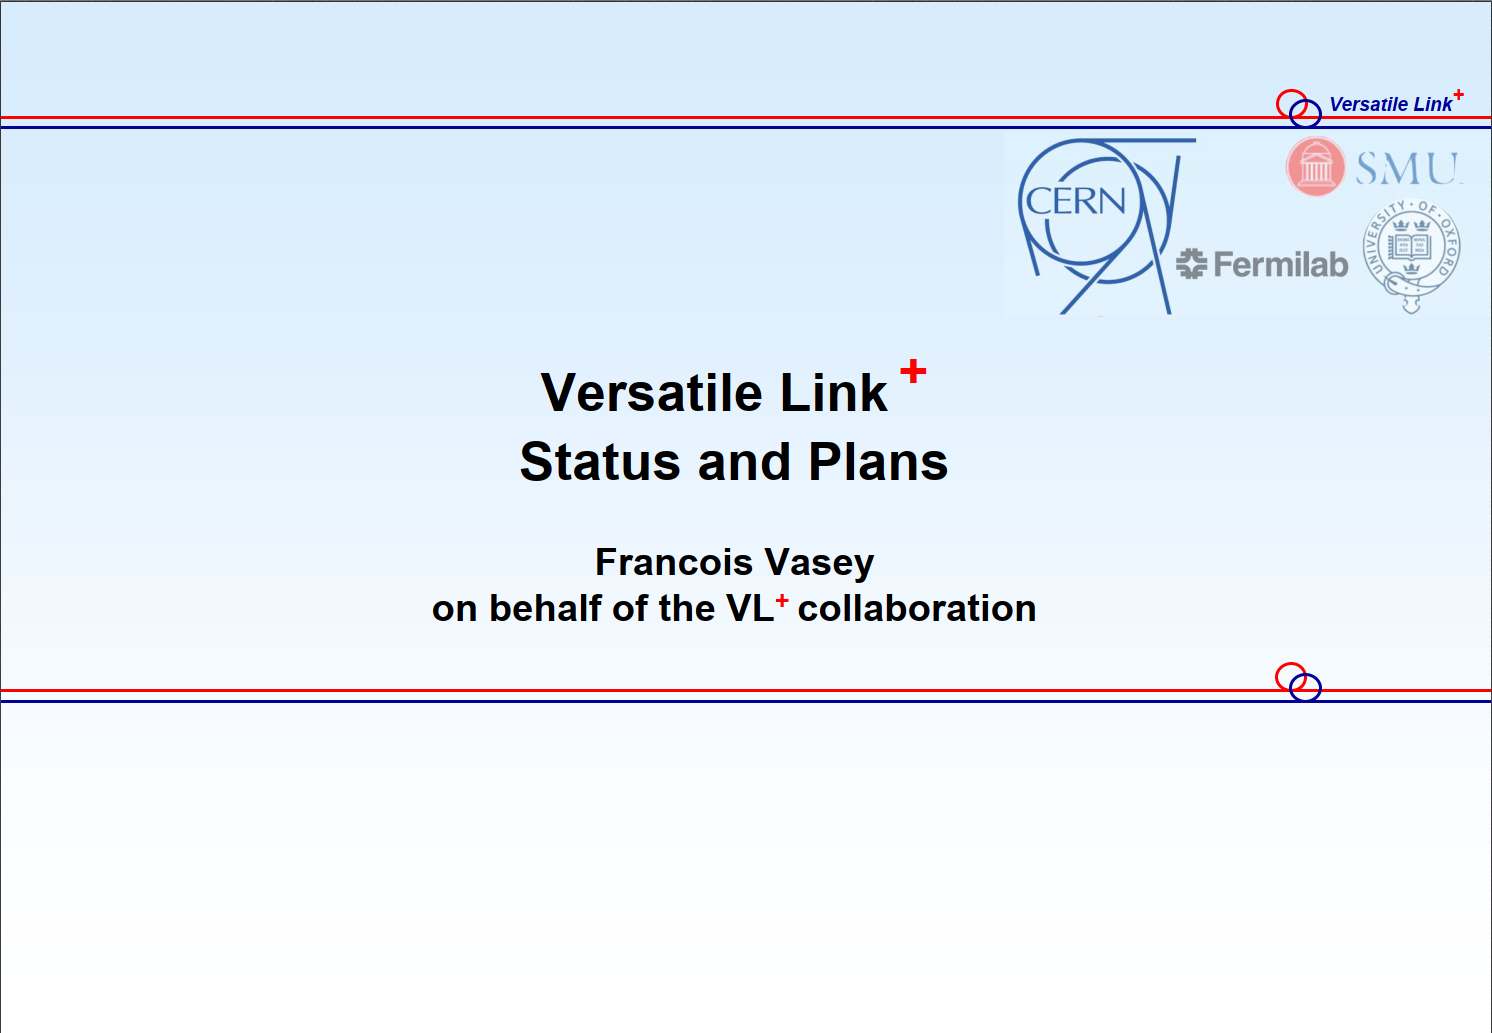 Versatile Link+
CERN
SMU
Fermilab
UNIVERSITY · OF · OXFORD
Versatile Link +
Status and Plans
Francois Vasey
on behalf of the VL+ collaboration